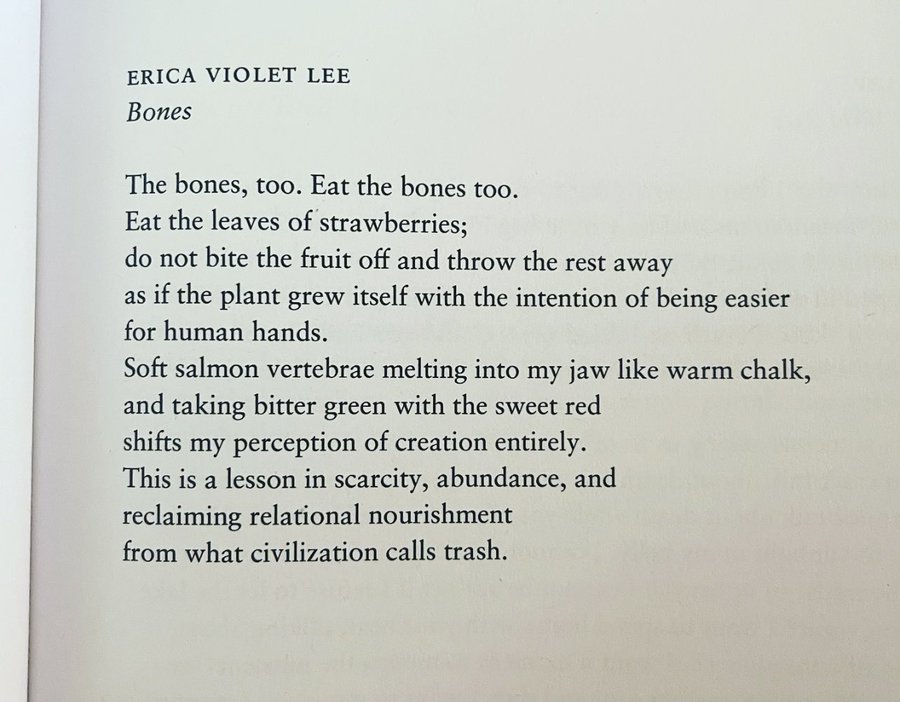 ERICA VIOLET LEE
Bones
The bones, too. Eat the bones too.
Eat the leaves of strawberries;
do not bite the fruit off and throw the rest away
as if the plant grew itself with the intention of being easier
for human hands.
Soft salmon vertebrae melting into my jaw like warm chalk,
and taking bitter green with the sweet red
shifts my perception of creation entirely.
This is a lesson in scarcity, abundance, and
reclaiming relational nourishment
from what civilization calls trash.